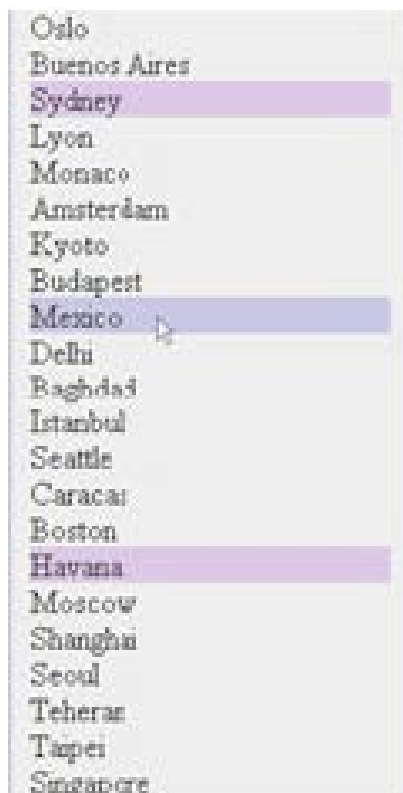 Oslo
Buenos Aires
Sydney
Lyon
Monaco
Amsterdam
Kyoto
Budapest
Mexico
Delhi
Baghdad
Istanbul
Seattle
Caracas
Boston
Havana
Moscow
Shanghai
Seoul
Teheran
Taipei
Singapore